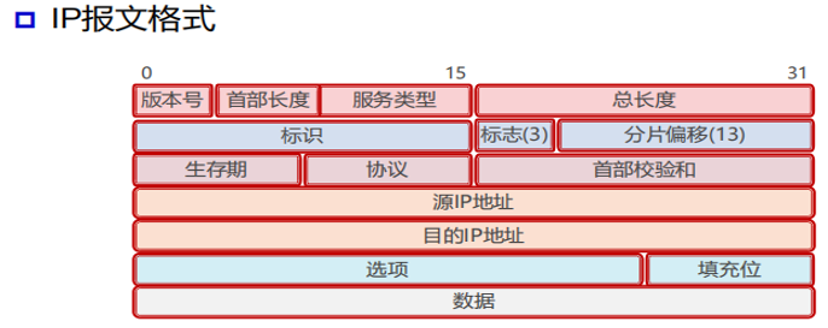 IP报文格式
0 15 31
版本号 首部长度 服务类型 总长度
标识 标志(3) 分片偏移(13)
生存期 协议 首部校验和
源IP地址
目的IP地址
选项 填充位
数据